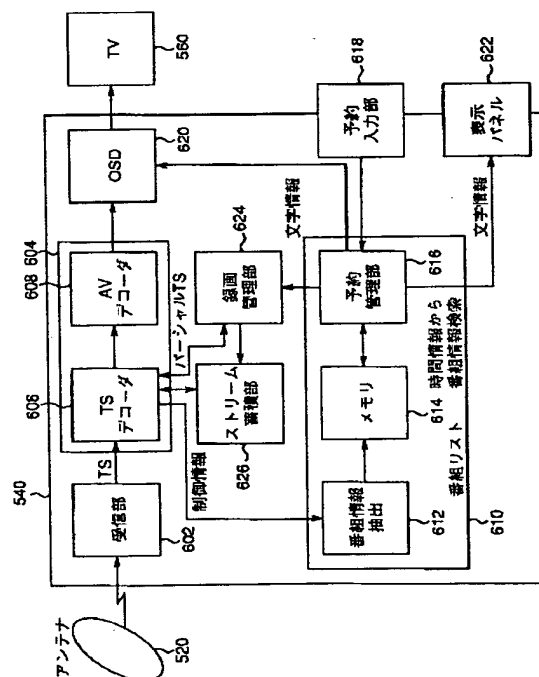 アンテナ
520
540
受信部
602
TS
604
606
TS
デコーダ
608
AV
デコーダ
OSD
620
TV
560
パーシャルTS
録画
管理部
624
ストリーム
蓄積部
626
制御情報
文字情報
予約
入力部
618
表示
パネル
622
文字情報
番組情報
抽出
612
メモリ
614
予約
管理部
616
時間情報から
番組情報検索
番組リスト
610